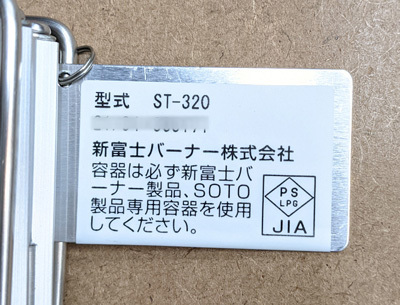 型式 ST-320
新富士バーナー株式会社
容器は必ず新富士バ
ーナー製品、SOTO
製品専用容器を使用
してください。
PS
LPG
JIA